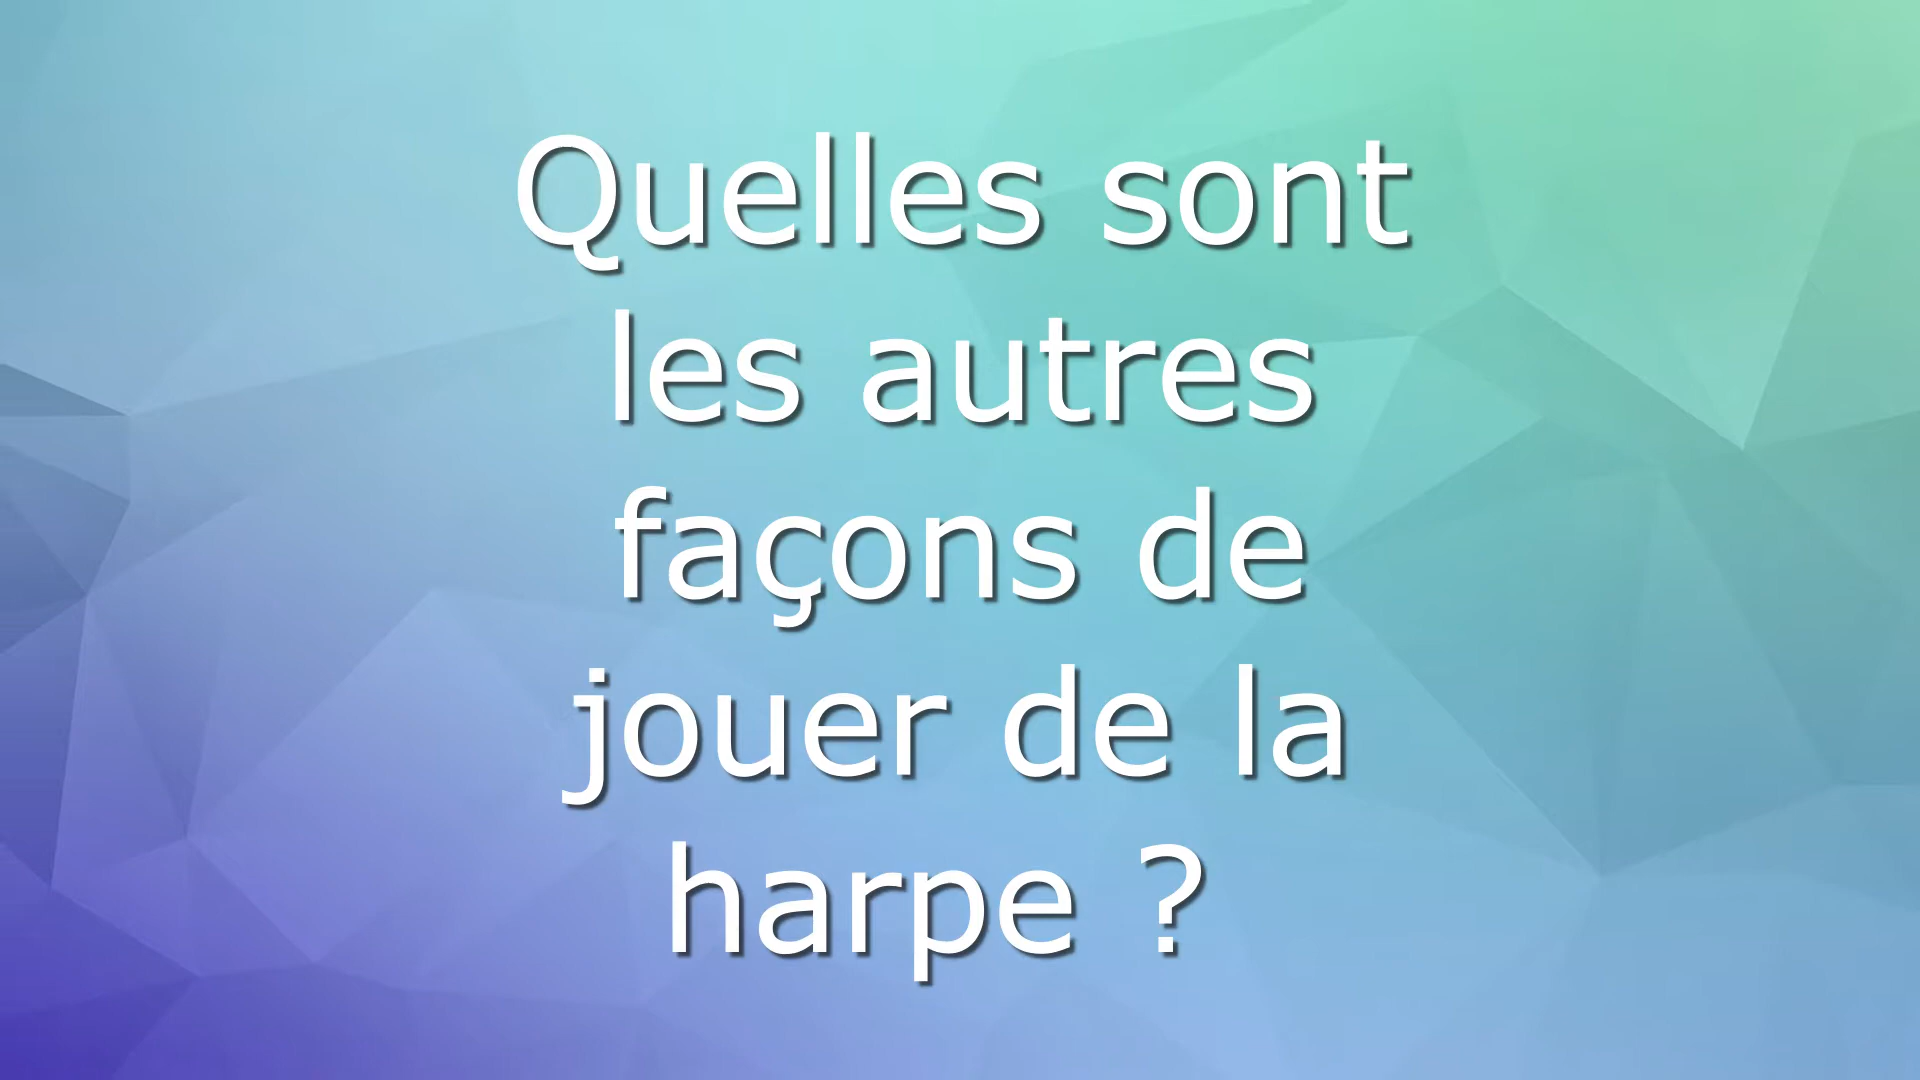 Quelles sont
les autres
façons de
jouer de la
harpe ?